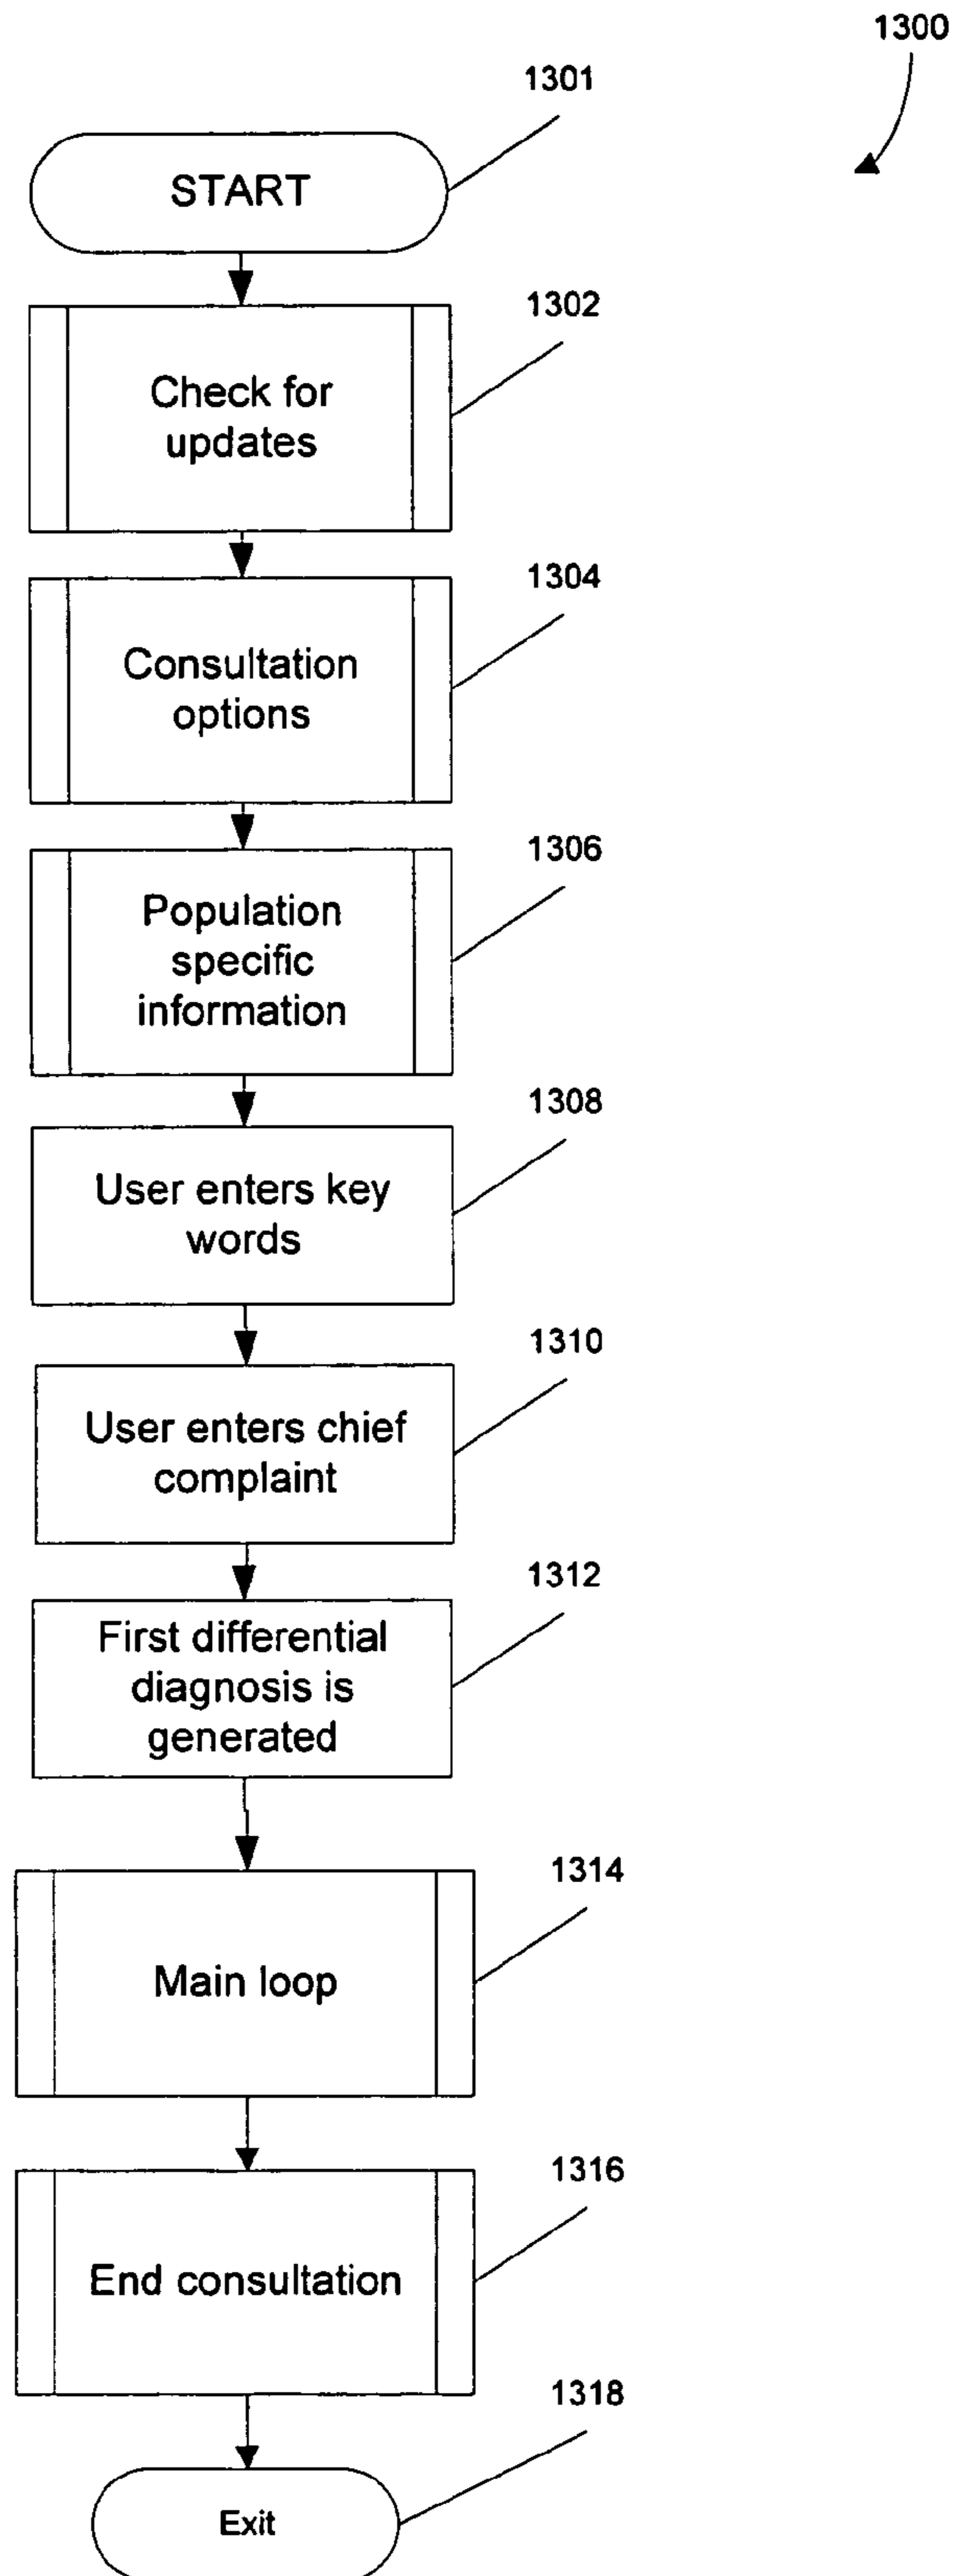 1300
1301
START
1302
Check for
updates
1304
Consultation
options
1306
Population
specific
information
1308
User enters key
words
1310
User enters chief
complaint
1312
First differential
diagnosis is
generated
1314
Main loop
1316
End consultation
1318
Exit